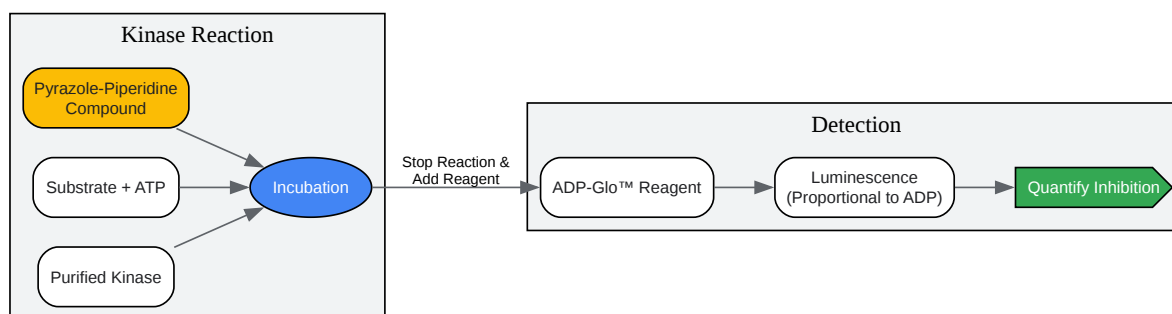 Kinase Reaction
Pyrazole-Piperidine
Compound
Substrate + ATP
Purified Kinase
Incubation
Stop Reaction &
Add Reagent
Detection
ADP-Glo™ Reagent
Luminescence
(Proportional to ADP)
Quantify Inhibition